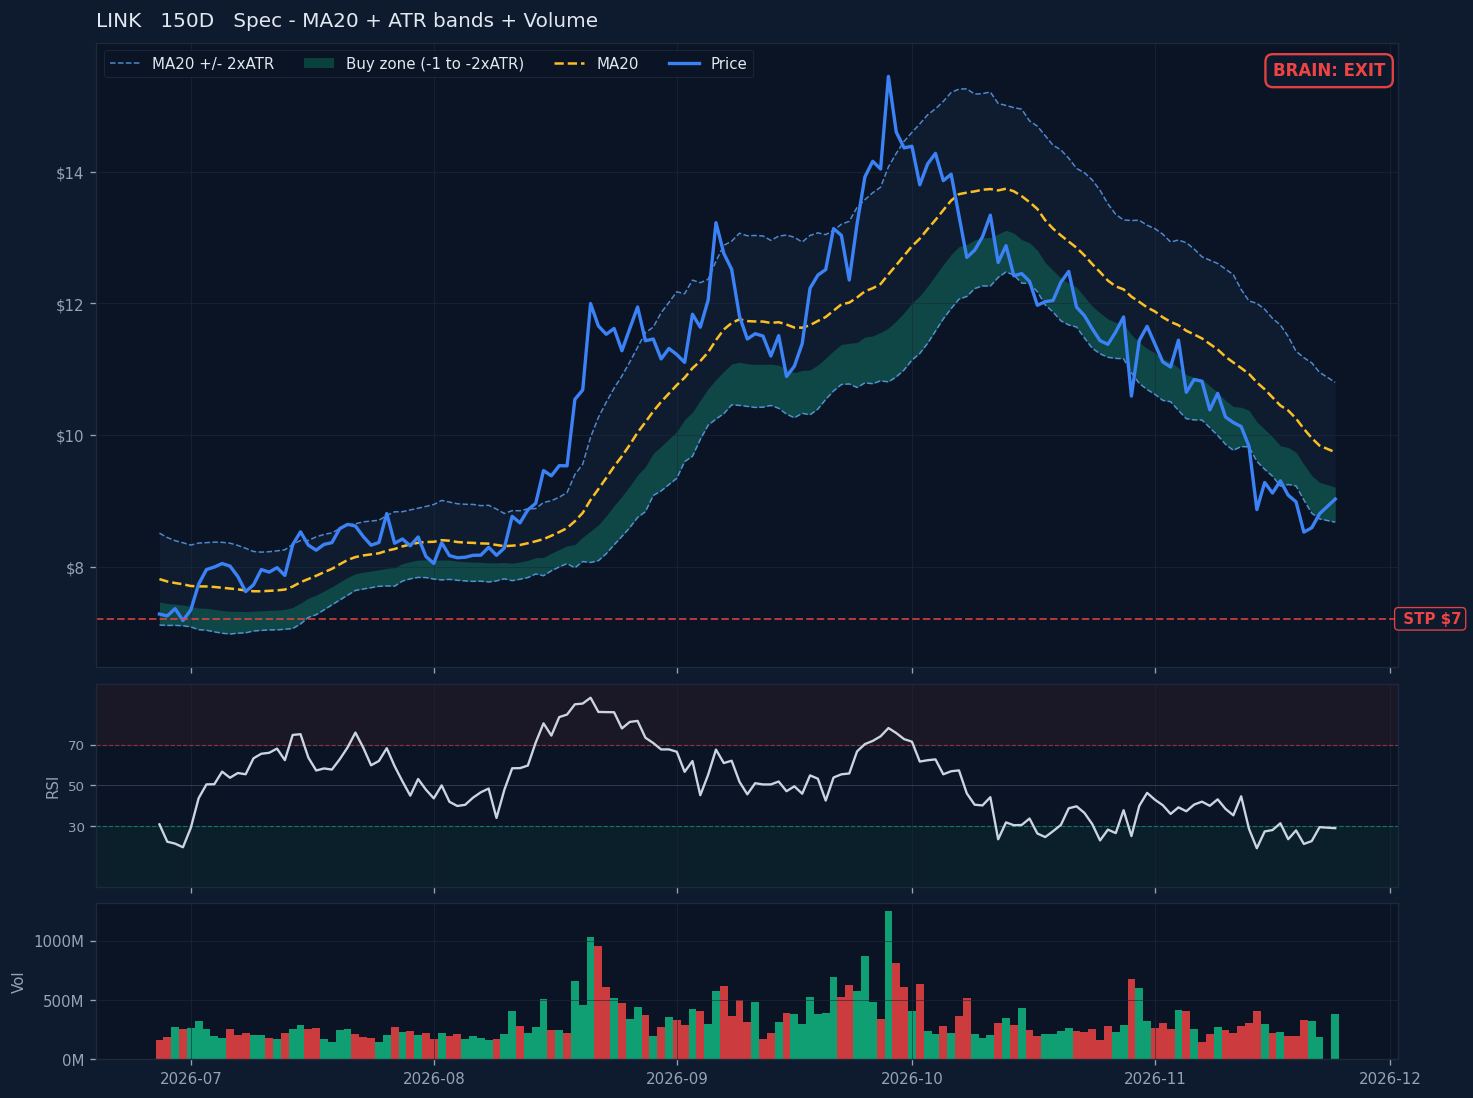 LINK   150D   Spec - MA20 + ATR bands + Volume
MA20 +/- 2xATR
Buy zone (-1 to -2xATR)
MA20
Price
BRAIN: EXIT
$14
$12
$10
$8
STP $7
70
50
30
RSI
1000M
500M
0M
Vol
2026-07
2026-08
2026-09
2026-10
2026-11
2026-12